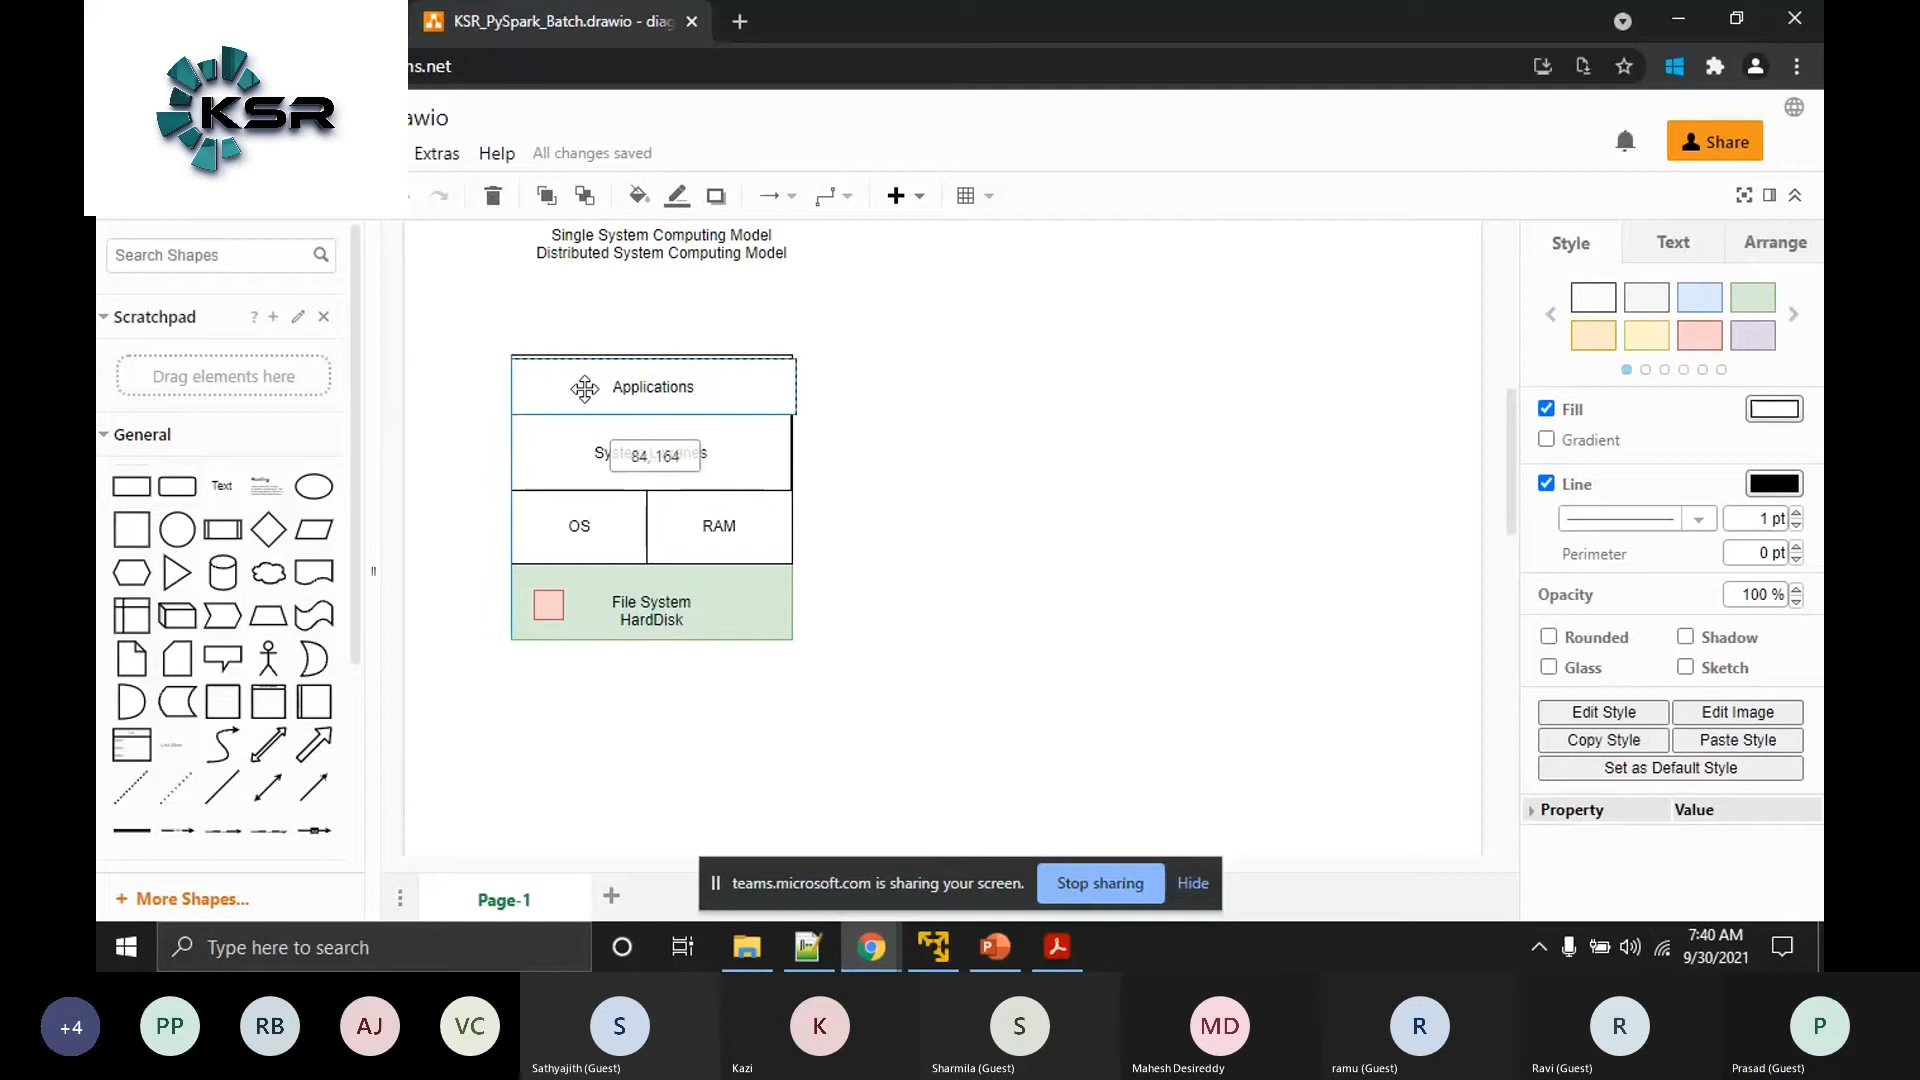 KSR_PySpark_Batch.drawio - diag
ns.net
KSR
awio
Extras
Help
All changes saved
Share
Search Shapes
Scratchpad
?
Drag elements here
General
Text
More Shapes...
Single System Computing Model
Distributed System Computing Model
Applications
84, 164
OS
RAM
File System
HardDisk
Style
Text
Arrange
Fill
Gradient
Line
1 pt
Perimeter
0 pt
Opacity
100 %
Rounded
Shadow
Glass
Sketch
Edit Style
Edit Image
Copy Style
Paste Style
Set as Default Style
Property
Value
Page-1
teams.microsoft.com is sharing your screen.
Stop sharing
Hide
Type here to search
7:40 AM
9/30/2021
+4
PP
RB
AJ
VC
S
K
S
MD
R
R
P
Sathyajith (Guest)
Kazi
Sharmila (Guest)
Mahesh Desireddy
ramu (Guest)
Ravi (Guest)
Prasad (Guest)